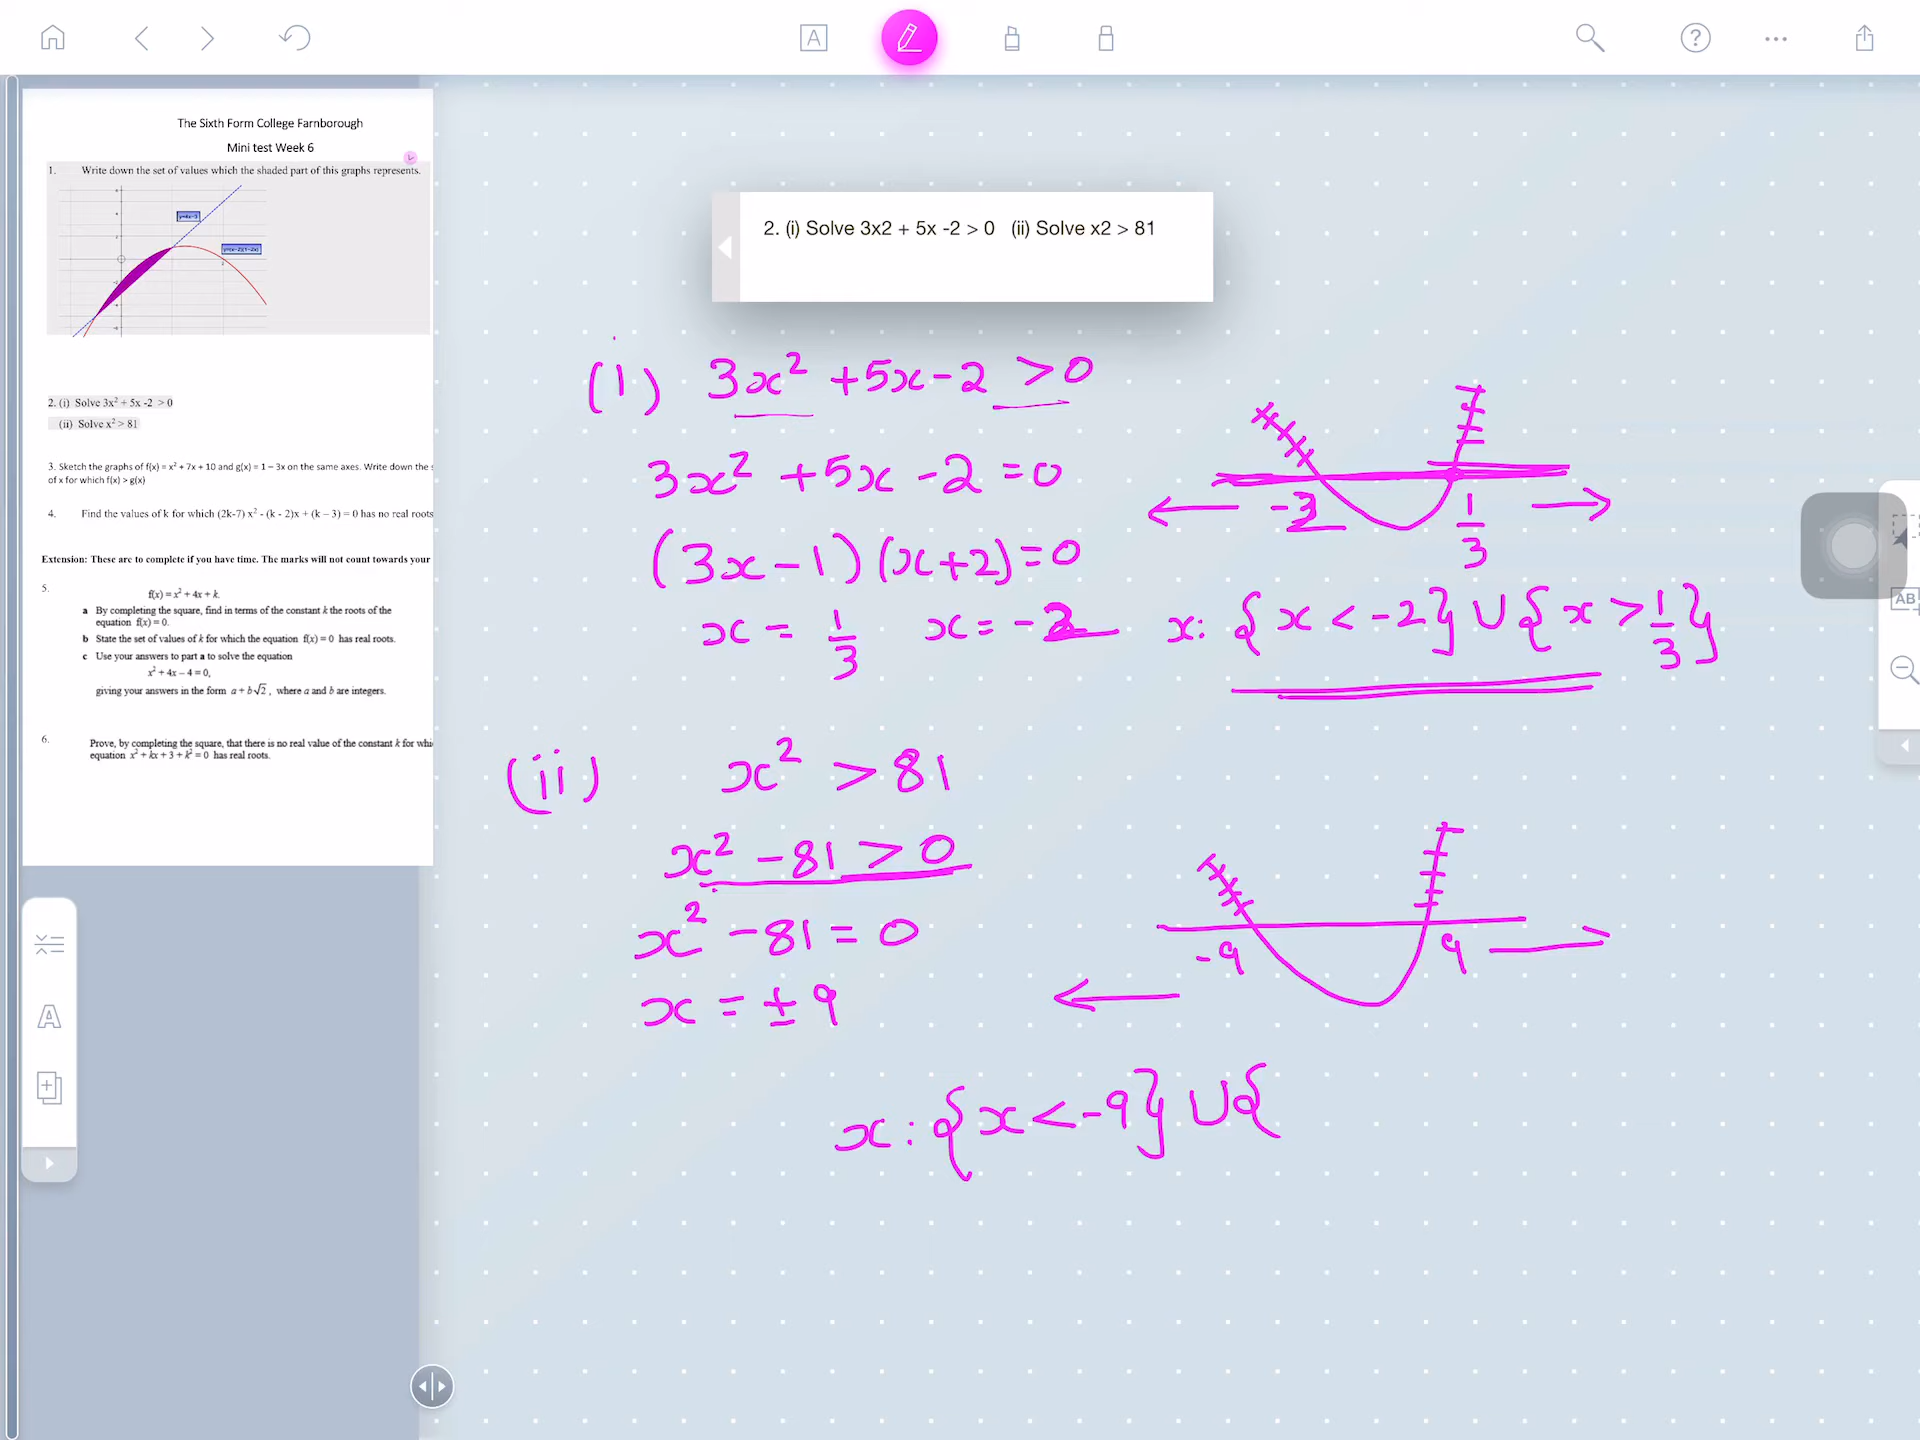 The Sixth Form College Farnborough
Mini test Week 6
1. Write down the set of values which the shaded part of this graphs represents.
2. (i) Solve 3x² + 5x -2 > 0
(ii) Solve x² > 81
3. Sketch the graphs of f(x) = x² + 7x + 10 and g(x) = 1 – 3x on the same axes. Write down the s
of x for which f(x) > g(x)
4. Find the values of k for which (2k-7) x² - (k - 2)x + (k – 3) = 0 has no real roots
Extension: These are to complete if you have time. The marks will not count towards your
5. f(x) = x² + 4x + k.
a By completing the square, find in terms of the constant k the roots of the
equation f(x) = 0.
b State the set of values of k for which the equation f(x) = 0 has real roots.
c Use your answers to part a to solve the equation
x² + 4x – 4 = 0,
giving your answers in the form a + b√2 , where a and b are integers.
6. Prove, by completing the square, that there is no real value of the constant k for whi
equation x² + kx + 3 + k² = 0 has real roots.
2. (i) Solve 3x2 + 5x -2 > 0 (ii) Solve x2 > 81
(i) 3x² +5x-2 >0
3x² +5x -2 =0
(3x-1)(x+2)=0
x = 1/3 x = -2
-2 1/3
x: {x < -2} ∪ {x > 1/3}
(ii) x² > 81
x² -81 > 0
x² -81 = 0
x = ± 9
-9 9
x: {x < -9} ∪ {
A
A
AB